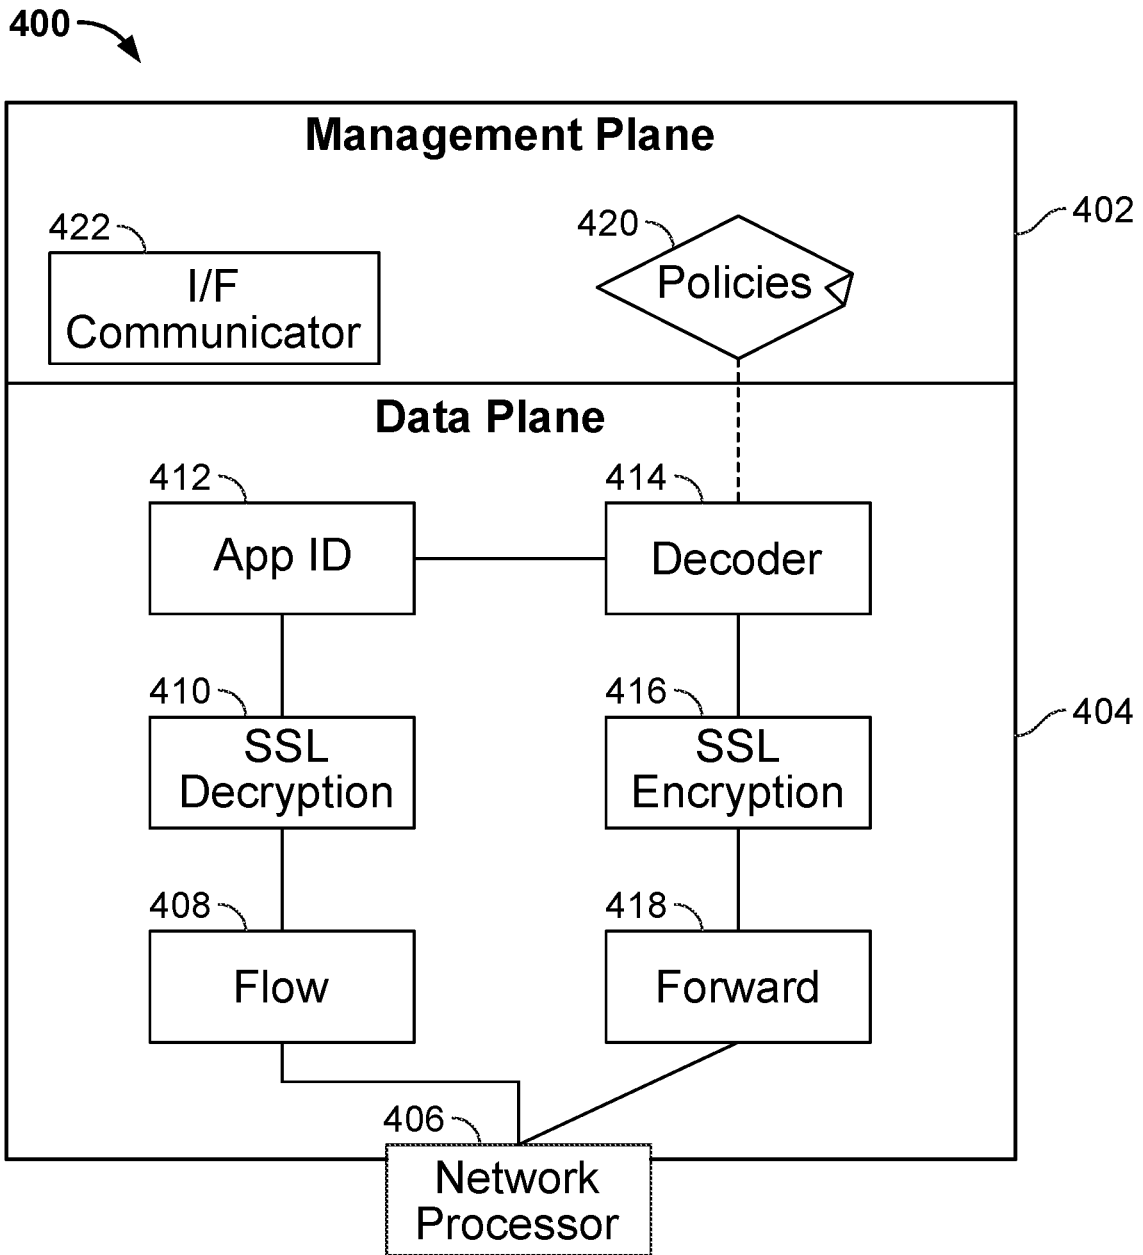 400
Management Plane
402
422
420
I/F
Communicator
Policies
Data Plane
412
414
App ID
Decoder
410
416
404
SSL
Decryption
SSL
Encryption
408
418
Flow
Forward
406
Network
Processor